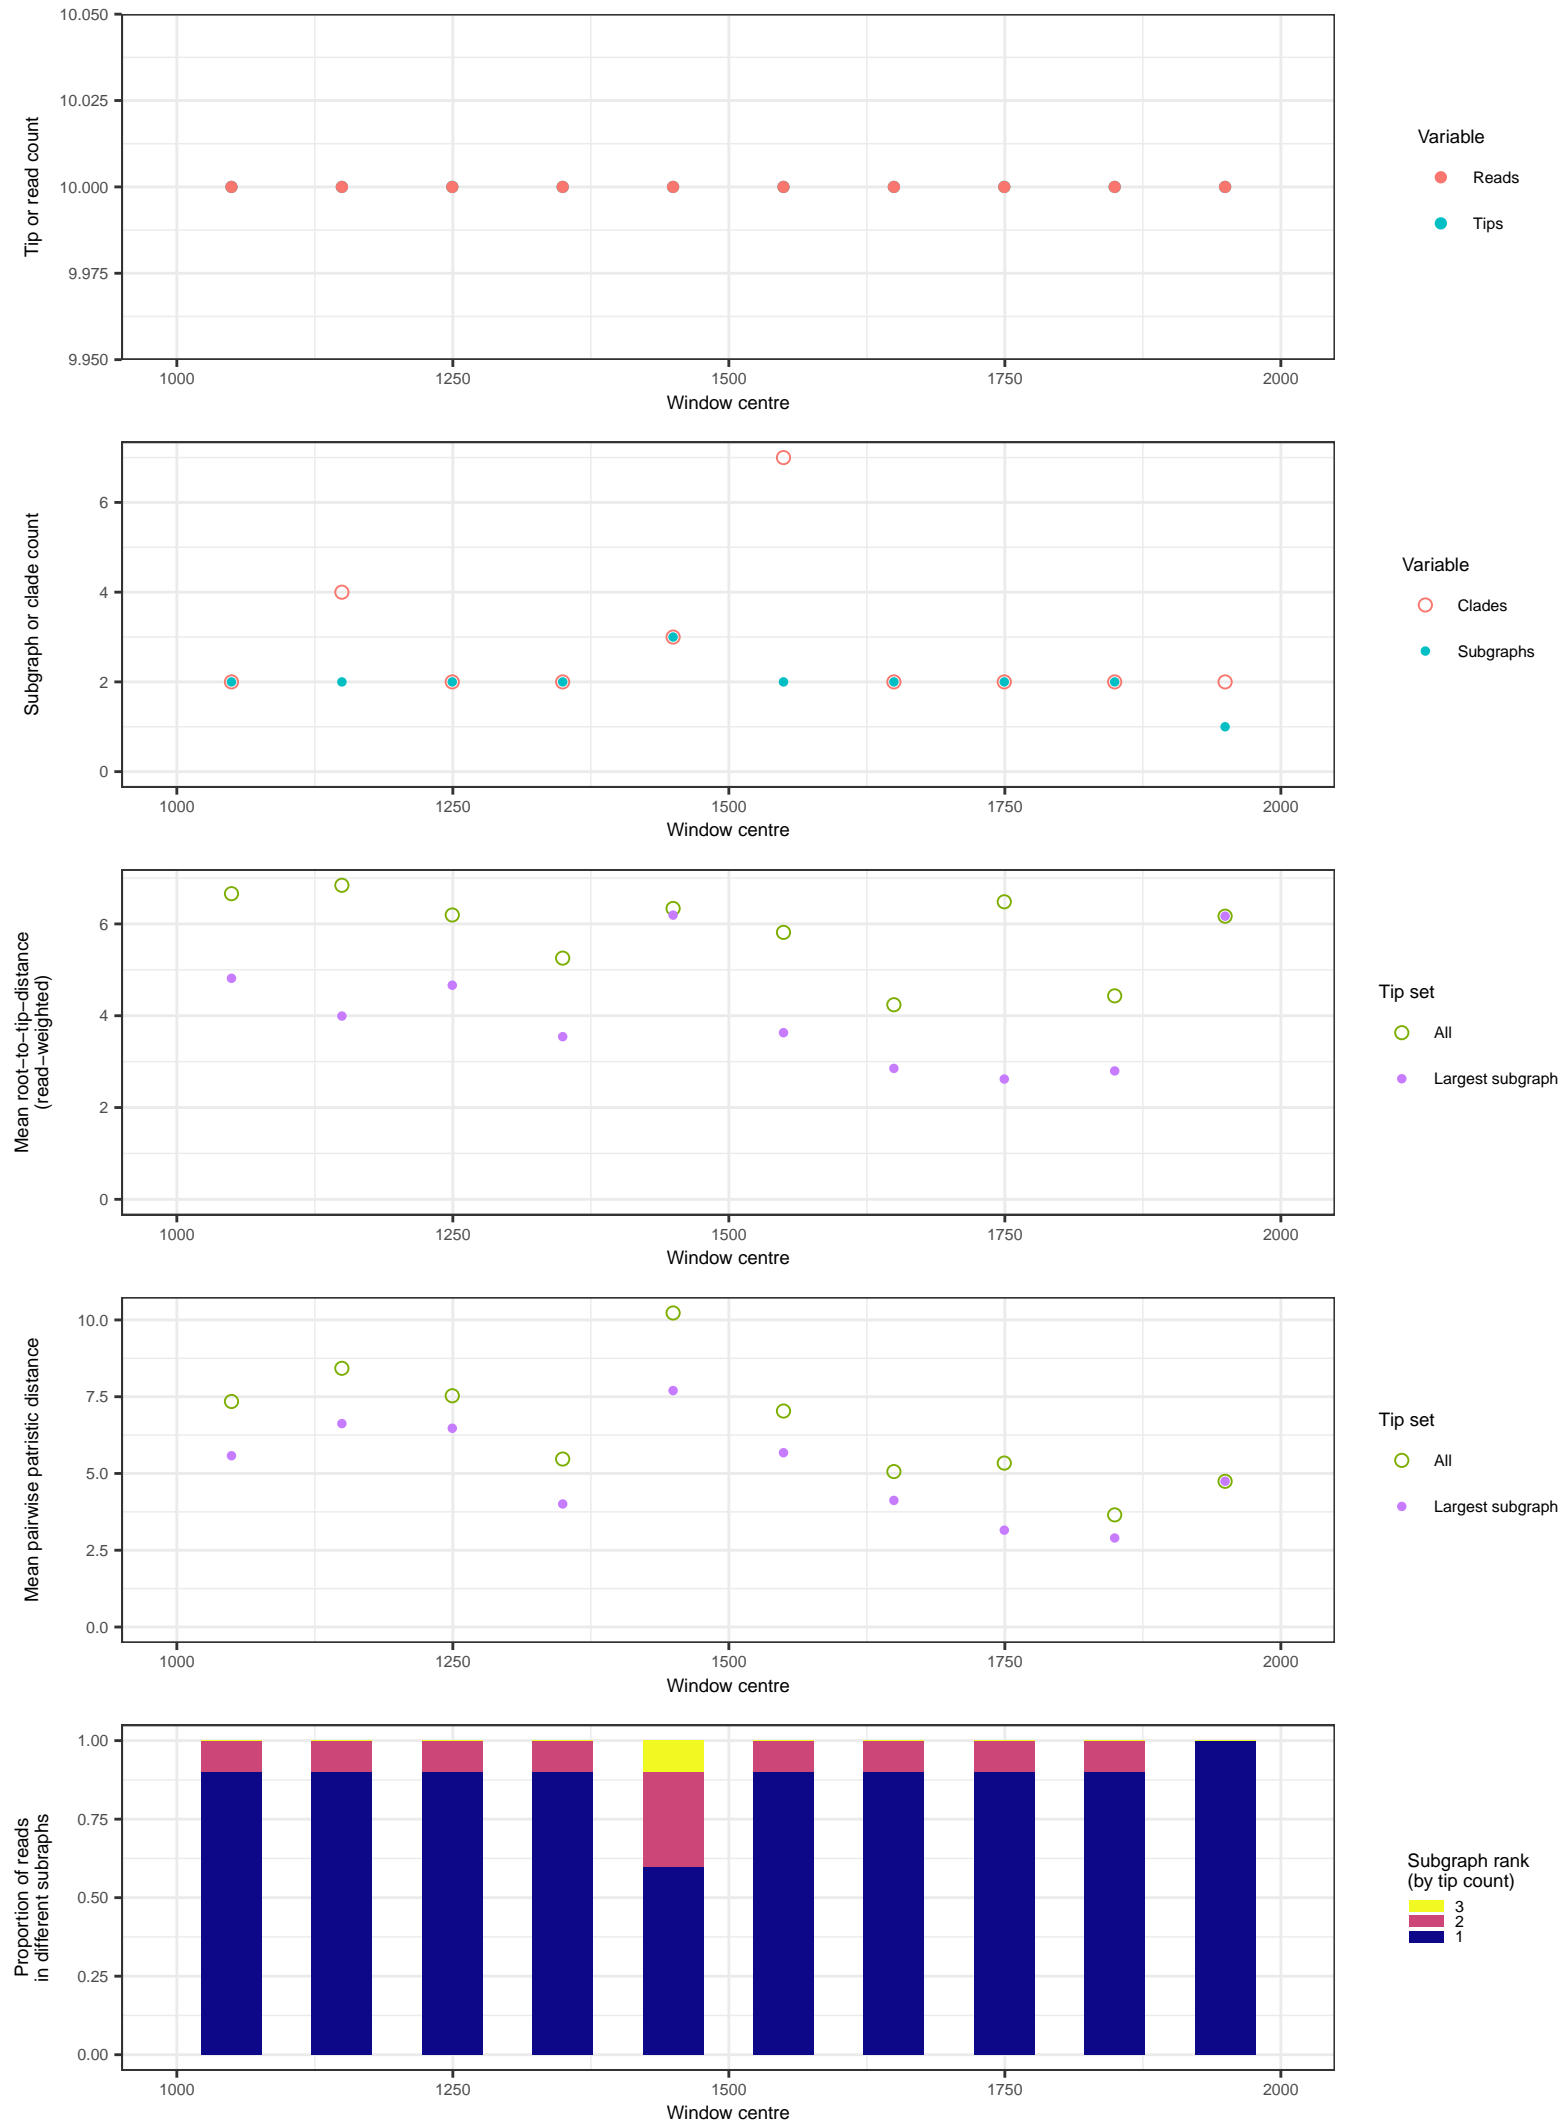 10.050
10.025
10.000
9.975
9.950
Tip or read count
1000 1250 1500 1750 2000
Window centre
Variable
Reads
Tips
6
4
2
0
Subgraph or clade count
1000 1250 1500 1750 2000
Window centre
Variable
Clades
Subgraphs
6
4
2
0
Mean root−to−tip−distance
(read−weighted)
1000 1250 1500 1750 2000
Window centre
Tip set
All
Largest subgraph
10.0
7.5
5.0
2.5
0.0
Mean pairwise patristic distance
1000 1250 1500 1750 2000
Window centre
Tip set
All
Largest subgraph
1.00
0.75
0.50
0.25
0.00
Proportion of reads
in different subraphs
1000 1250 1500 1750 2000
Window centre
Subgraph rank
(by tip count)
3
2
1